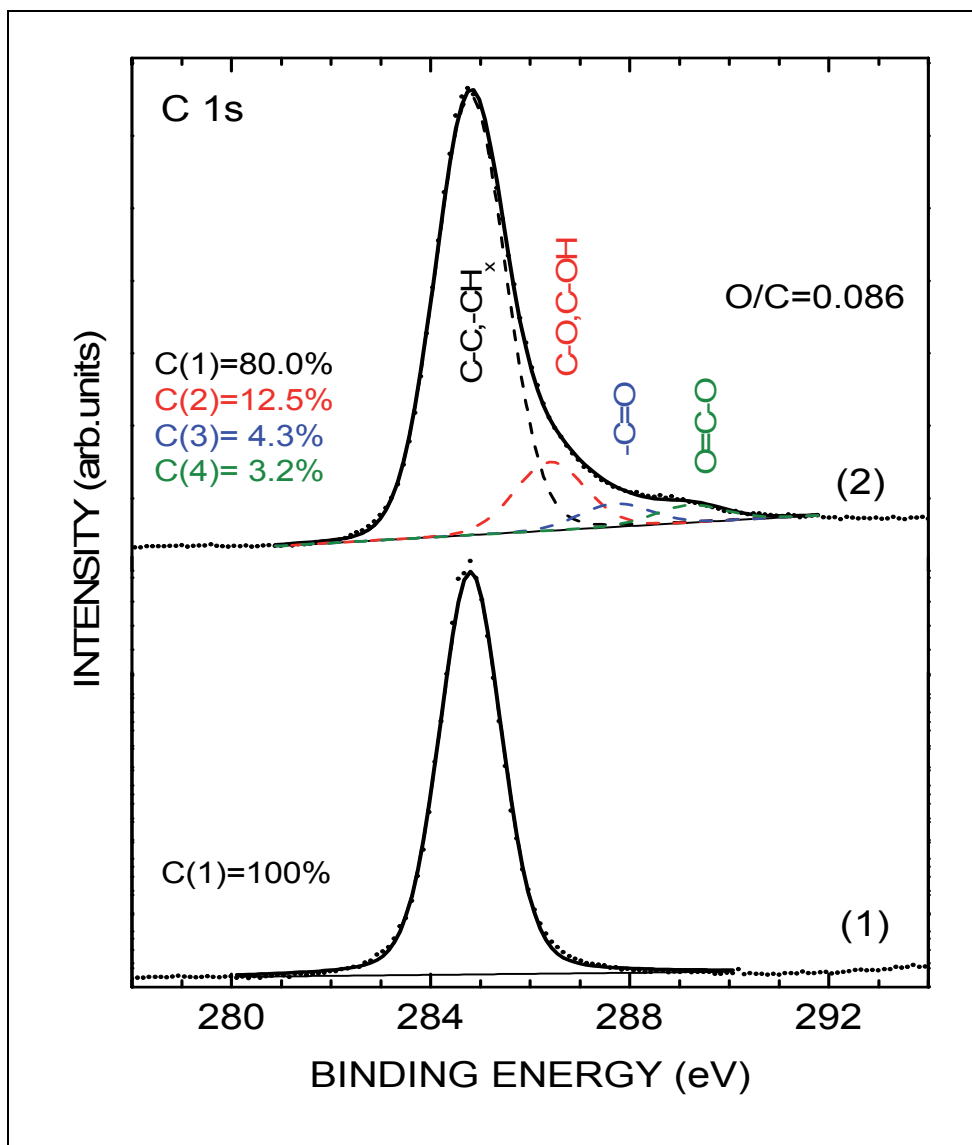 C 1s
C-C,-CHx
C-O,C-OH
-C=O
O=C-O
O/C=0.086
C(1)=80.0%
C(2)=12.5%
C(3)= 4.3%
C(4)= 3.2%
(2)
INTENSITY (arb.units)
C(1)=100%
(1)
280 284 288 292
BINDING ENERGY (eV)